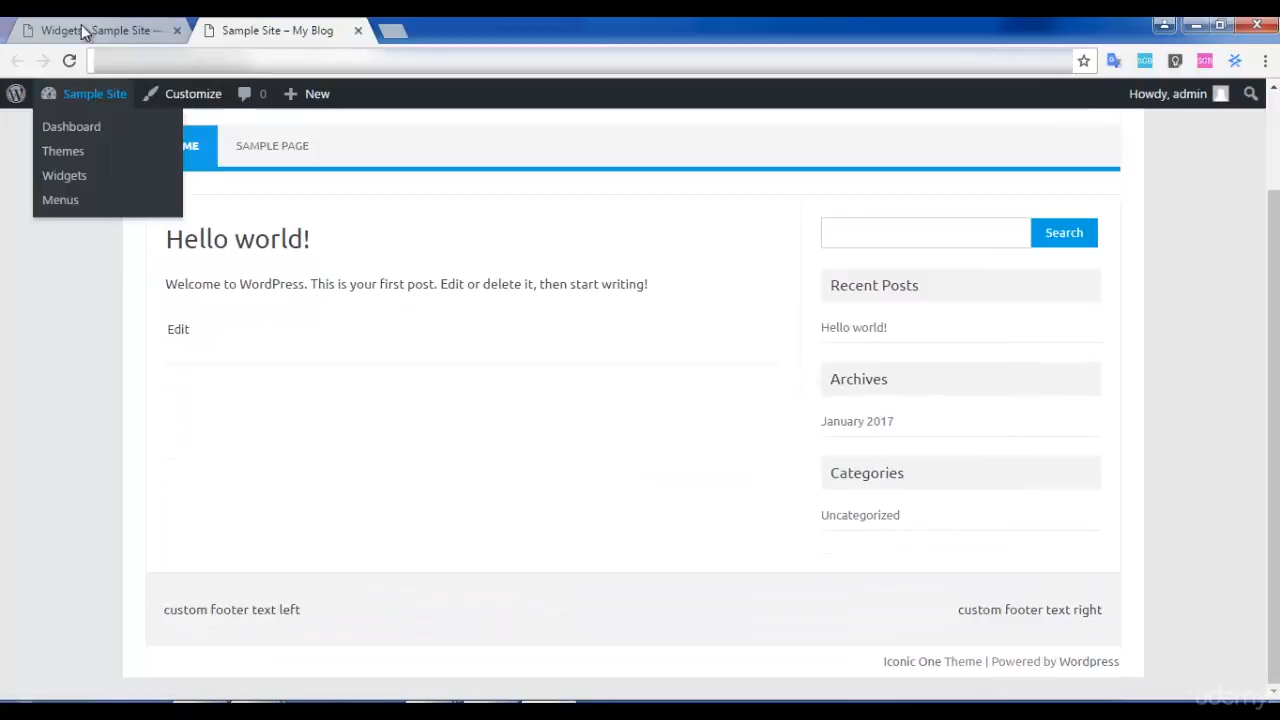 Widgets Sample Site —
Sample Site – My Blog
Sample Site
Customize
0
New
Howdy, admin
Dashboard
Themes
Widgets
Menus
ME
SAMPLE PAGE
Hello world!
Welcome to WordPress. This is your first post. Edit or delete it, then start writing!
Edit
Search
Recent Posts
Hello world!
Archives
January 2017
Categories
Uncategorized
custom footer text left
custom footer text right
Iconic One Theme | Powered by Wordpress
udemy